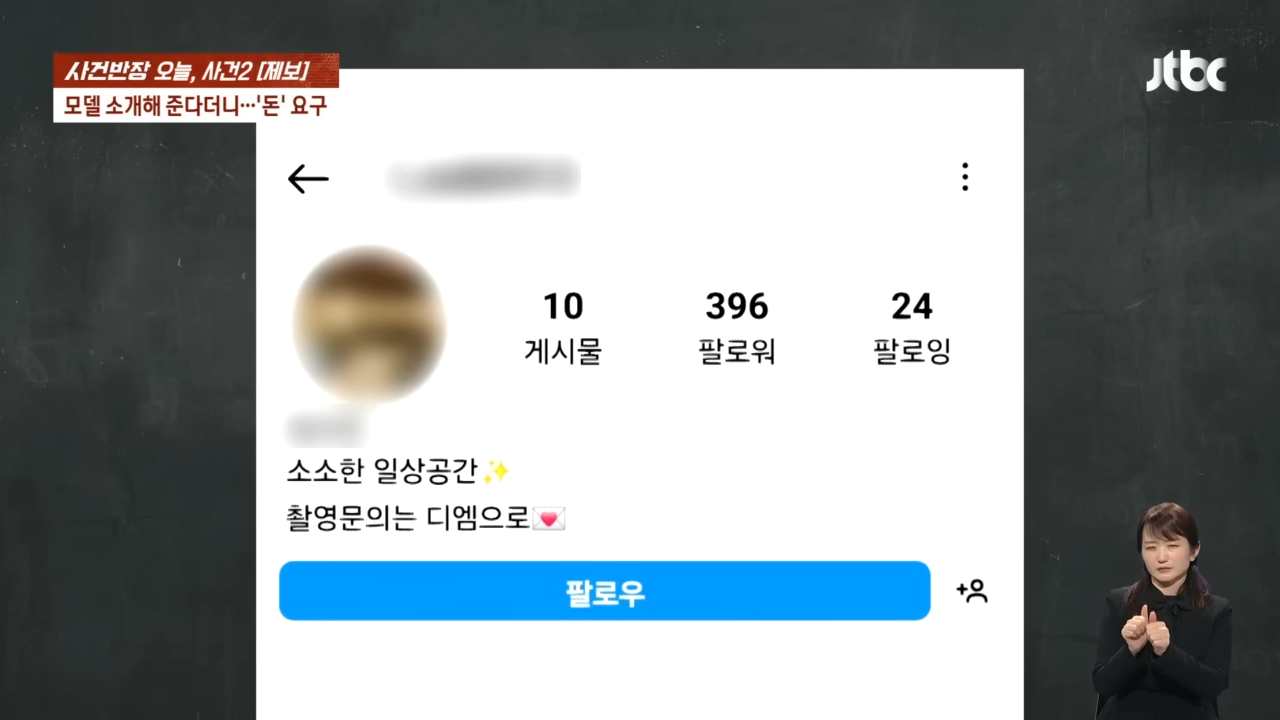 사건반장 오늘, 사건2 [제보]
모델 소개해 준다더니…'돈' 요구
jtbc
10
396
24
게시물
팔로워
팔로잉
소소한 일상공간✨
촬영문의는 디엠으로💌
팔로우